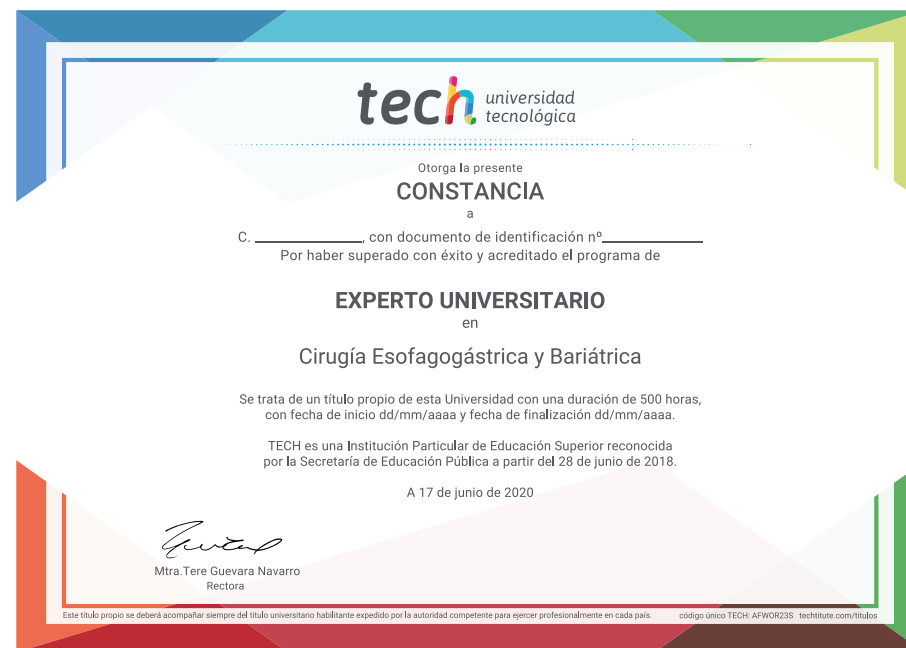 tech universidad
tecnológica
Otorga la presente
CONSTANCIA
a
C. ____________, con documento de identificación nº____________
Por haber superado con éxito y acreditado el programa de
EXPERTO UNIVERSITARIO
en
Cirugía Esofagogástrica y Bariátrica
Se trata de un título propio de esta Universidad con una duración de 500 horas,
con fecha de inicio dd/mm/aaaa y fecha de finalización dd/mm/aaaa.
TECH es una Institución Particular de Educación Superior reconocida
por la Secretaría de Educación Pública a partir del 28 de junio de 2018.
A 17 de junio de 2020
Mtra.Tere Guevara Navarro
Rectora
Este título propio se deberá acompañar siempre del título universitario habilitante expedido por la autoridad competente para ejercer profesionalmente en cada país. código único TECH: AFWOR23S techtitute.com/titulos